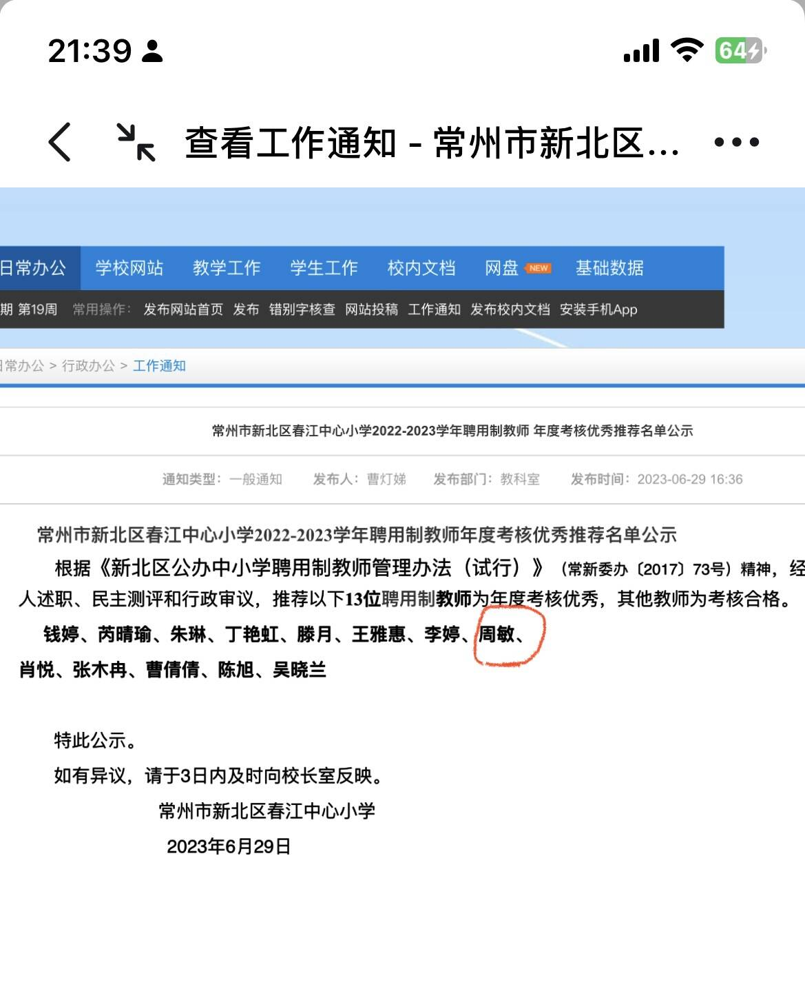 21:39
64
查看工作通知 - 常州市新北区...
日常办公 学校网站 教学工作 学生工作 校内文档 网盘 NEW 基础数据
期 第19周 常用操作： 发布网站首页 发布 错别字核查 网站投稿 工作通知 发布校内文档 安装手机App
日常办公 > 行政办公 > 工作通知
常州市新北区春江中心小学2022-2023学年聘用制教师 年度考核优秀推荐名单公示
通知类型： 一般通知 发布人： 曹灯娣 发布部门： 教科室 发布时间： 2023-06-29 16:36
常州市新北区春江中心小学2022-2023学年聘用制教师年度考核优秀推荐名单公示
根据《新北区公办中小学聘用制教师管理办法（试行）》（常新委办〔2017〕73号）精神，经
人述职、民主测评和行政审议，推荐以下13位聘用制教师为年度考核优秀，其他教师为考核合格。
钱婷、芮晴瑜、朱琳、丁艳虹、滕月、王雅惠、李婷、周敏、
肖悦、张木冉、曹倩倩、陈旭、吴晓兰
特此公示。
如有异议，请于3日内及时向校长室反映。
常州市新北区春江中心小学
2023年6月29日